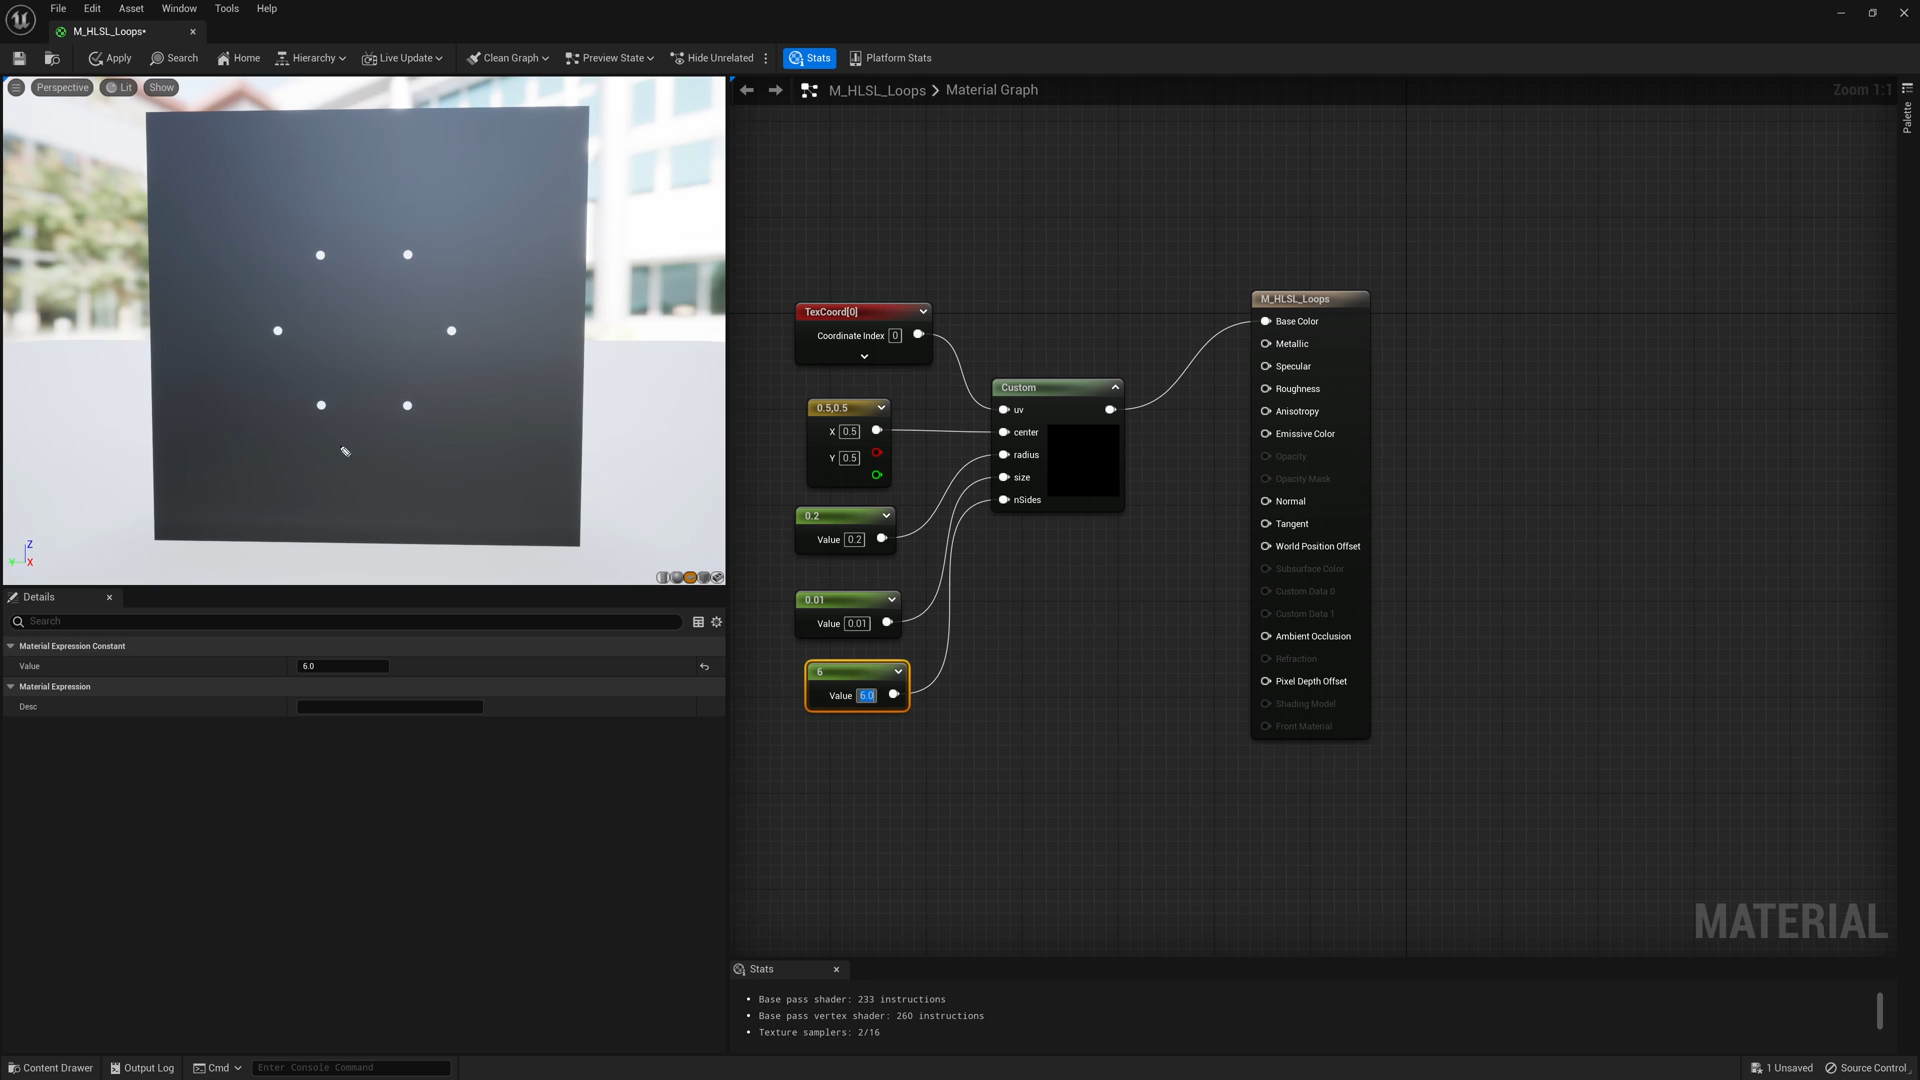 File Edit Asset Window Tools Help
M_HLSL_Loops•
Apply Search Home Hierarchy Live Update Clean Graph Preview State Hide Unrelated Stats Platform Stats
Perspective Lit Show
M_HLSL_Loops > Material Graph
Zoom 1:1
Palette
TexCoord[0]
Coordinate Index 0
0.5,0.5
X 0.5
Y 0.5
0.2
Value 0.2
0.01
Value 0.01
6
Value 6.0
Custom
uv
center
radius
size
nSides
M_HLSL_Loops
Base Color
Metallic
Specular
Roughness
Anisotropy
Emissive Color
Opacity
Opacity Mask
Normal
Tangent
World Position Offset
Subsurface Color
Custom Data 0
Custom Data 1
Ambient Occlusion
Refraction
Pixel Depth Offset
Shading Model
Front Material
MATERIAL
Z
Y
X
Details
Search
Material Expression Constant
Value 6.0
Material Expression
Desc
Stats
• Base pass shader: 233 instructions
• Base pass vertex shader: 260 instructions
• Texture samplers: 2/16
Content Drawer Output Log Cmd Enter Console Command 1 Unsaved Source Control